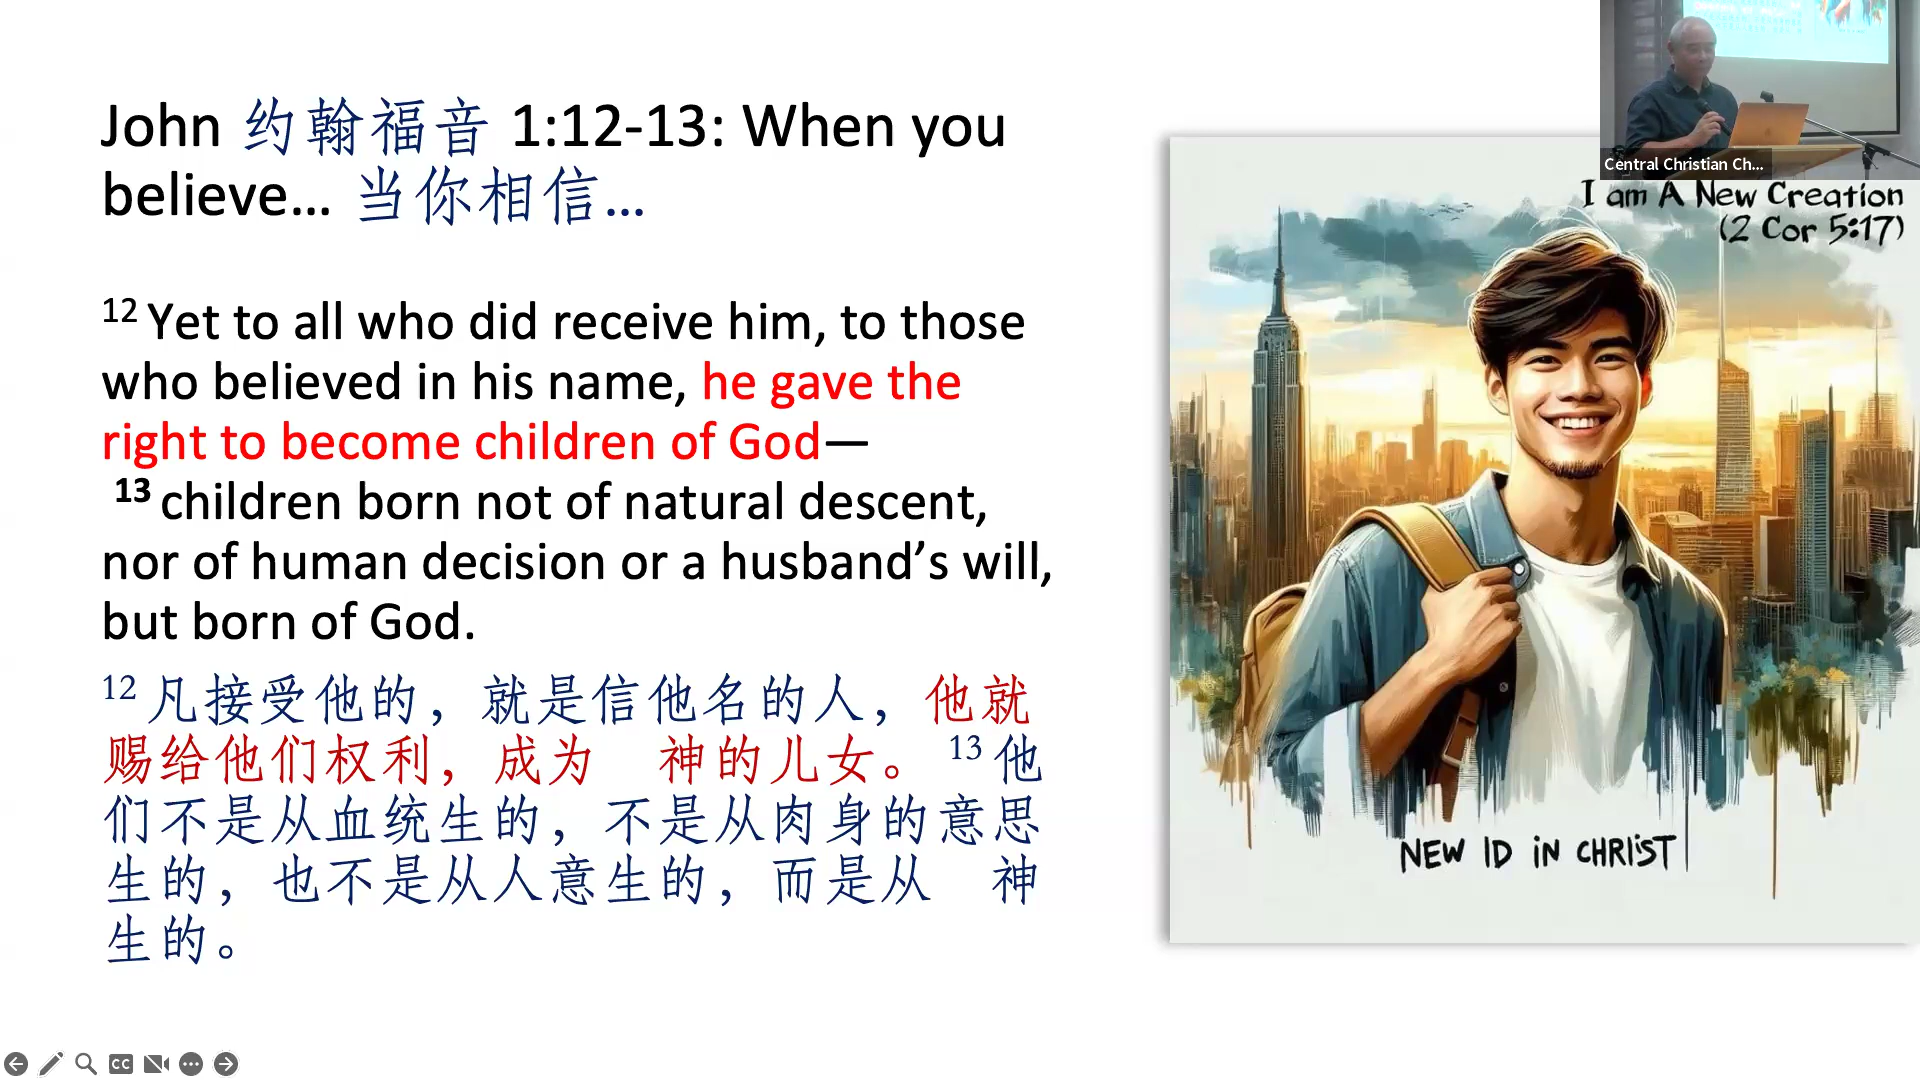 John 约翰福音 1:12-13: When you
believe... 当你相信...
12 Yet to all who did receive him, to those
who believed in his name, he gave the
right to become children of God—
13 children born not of natural descent,
nor of human decision or a husband’s will,
but born of God.
12 凡接受他的，就是信他名的人，他就
赐给他们权利，成为　神的儿女。 13 他
们不是从血统生的，不是从肉身的意思
生的，也不是从人意生的，而是从　神
生的。
Central Christian Ch...
I am A New Creation
(2 Cor 5:17)
NEW ID iN CHRiST
CC